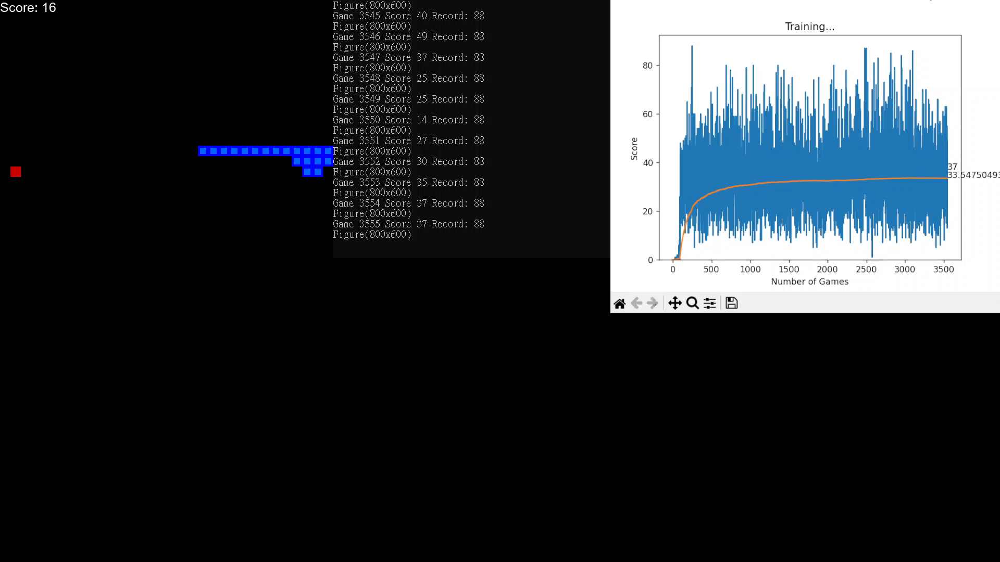 Score: 16
Figure(800x600)
Game 3545 Score 40 Record: 88
Figure(800x600)
Game 3546 Score 49 Record: 88
Figure(800x600)
Game 3547 Score 37 Record: 88
Figure(800x600)
Game 3548 Score 25 Record: 88
Figure(800x600)
Game 3549 Score 25 Record: 88
Figure(800x600)
Game 3550 Score 14 Record: 88
Figure(800x600)
Game 3551 Score 27 Record: 88
Figure(800x600)
Game 3552 Score 30 Record: 88
Figure(800x600)
Game 3553 Score 35 Record: 88
Figure(800x600)
Game 3554 Score 37 Record: 88
Figure(800x600)
Game 3555 Score 37 Record: 88
Figure(800x600)
Training...
Score
80
60
40
20
0
37
33.54750493
0 500 1000 1500 2000 2500 3000 3500
Number of Games